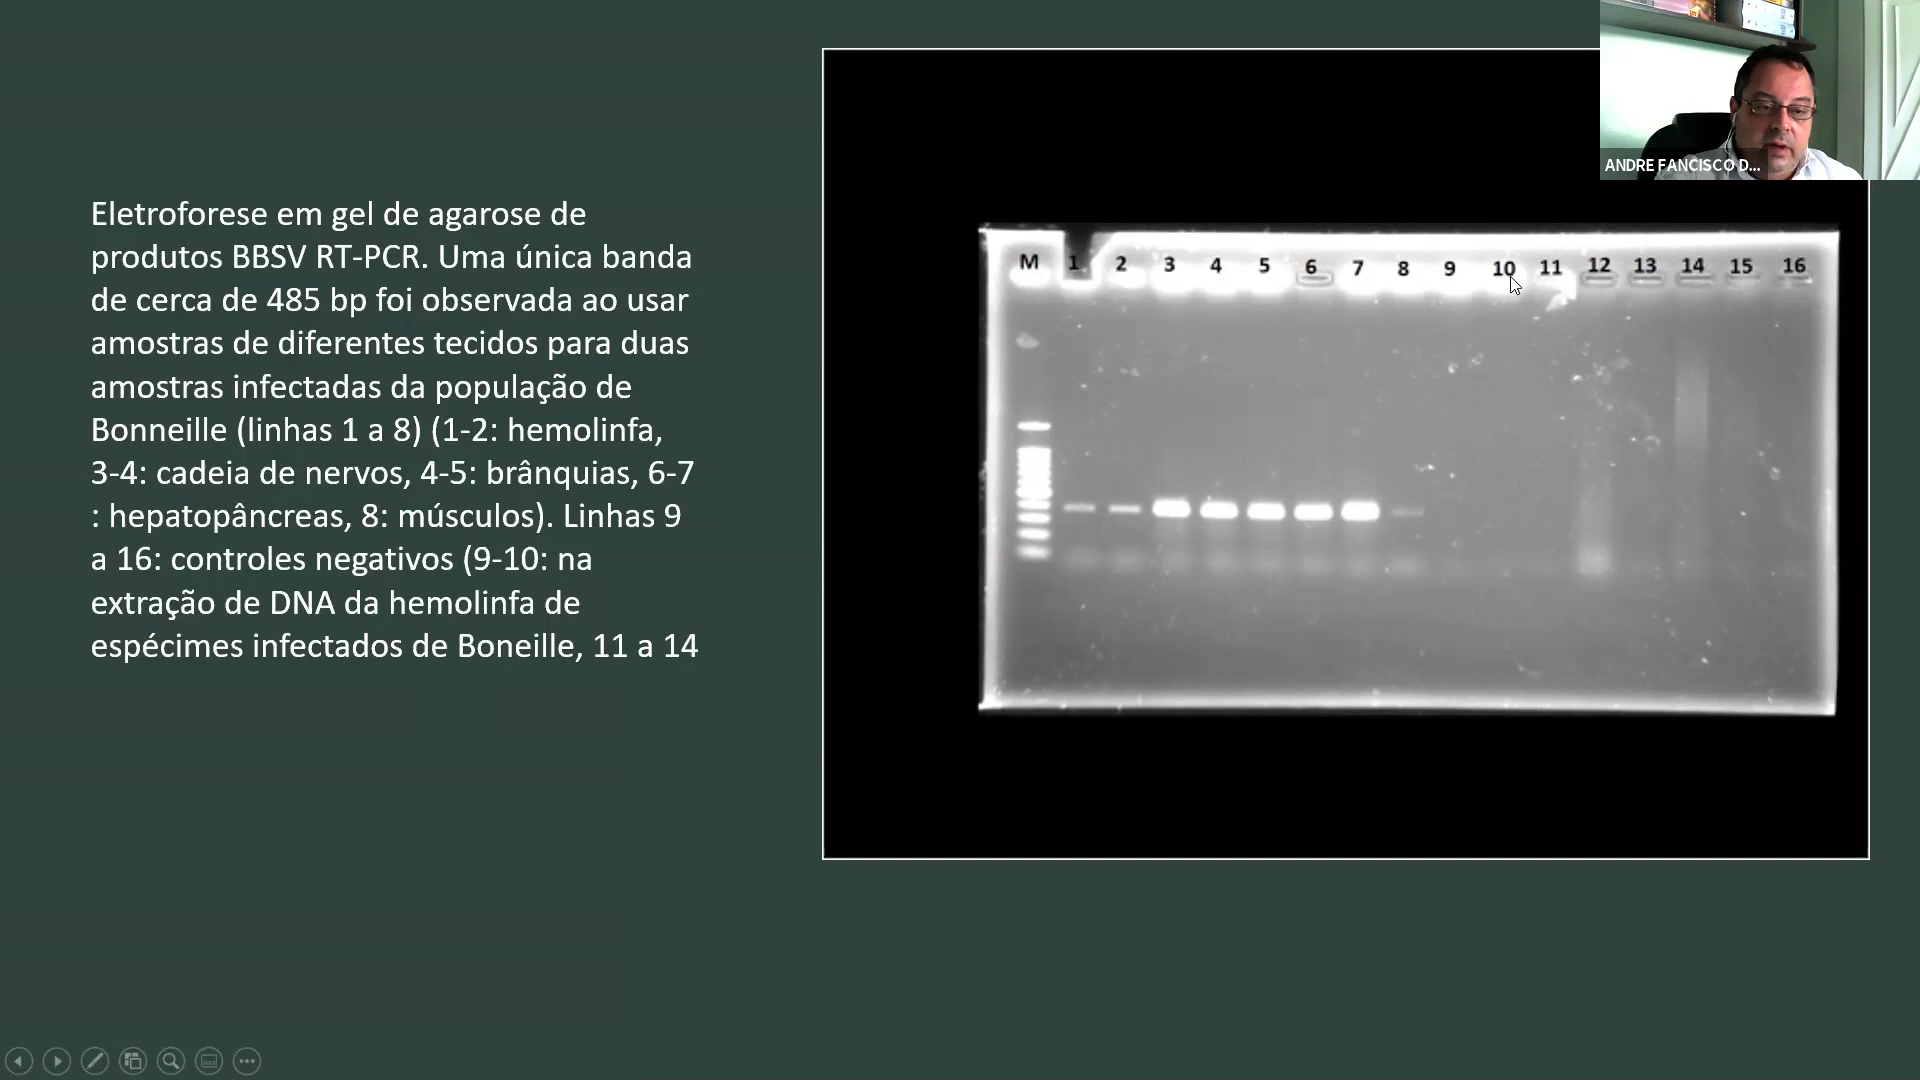 Eletroforese em gel de agarose de
produtos BBSV RT-PCR. Uma única banda
de cerca de 485 bp foi observada ao usar
amostras de diferentes tecidos para duas
amostras infectadas da população de
Bonneille (linhas 1 a 8) (1-2: hemolinfa,
3-4: cadeia de nervos, 4-5: brânquias, 6-7
: hepatopâncreas, 8: músculos). Linhas 9
a 16: controles negativos (9-10: na
extração de DNA da hemolinfa de
espécimes infectados de Boneille, 11 a 14
M 1 2 3 4 5 6 7 8 9 10 11 12 13 14 15 16
ANDRE FANCISCO D...